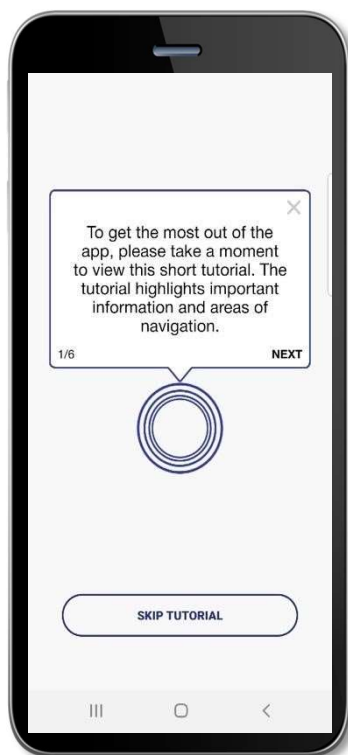 To get the most out of the
app, please take a moment
to view this short tutorial. The
tutorial highlights important
information and areas of
navigation.
1/6 NEXT
SKIP TUTORIAL